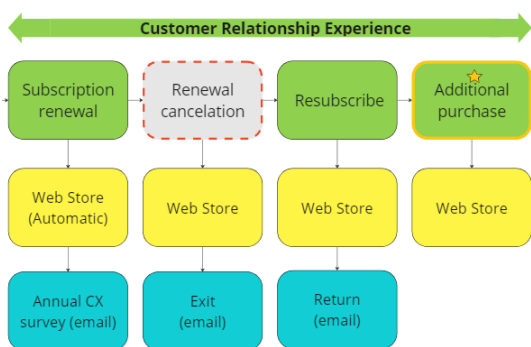 Customer Relationship Experience
Subscription
renewal
Renewal
cancelation
Resubscribe
Additional
purchase
Web Store
(Automatic)
Web Store
Web Store
Web Store
Annual CX
survey (email)
Exit
(email)
Return
(email)